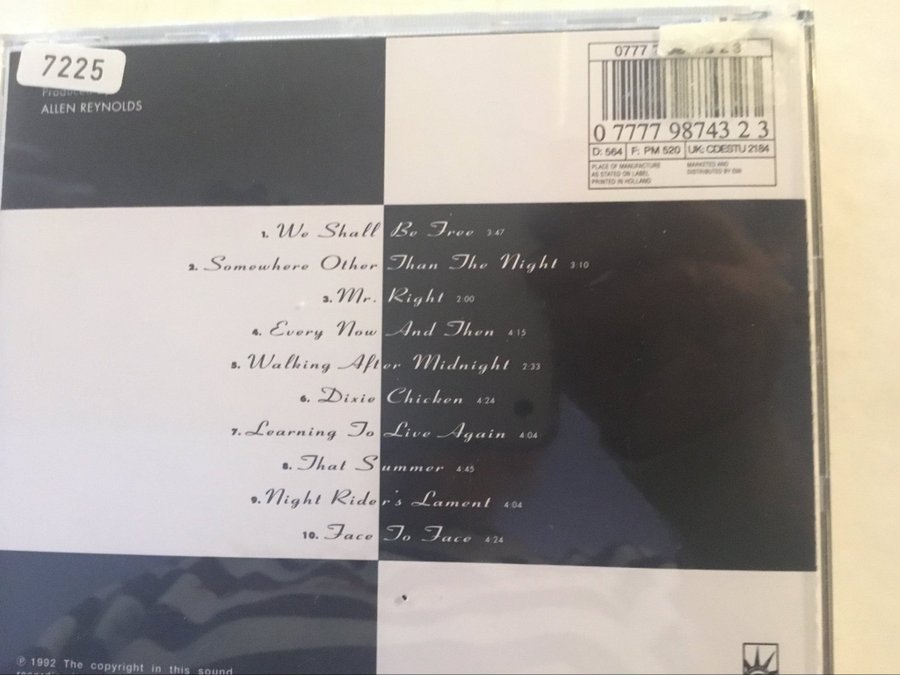 7225
Produced by
ALLEN REYNOLDS
0777
2 3
0 7777 98743 2 3
D: 564 F: PM 520 UK: CDESTU 2184
PLACE OF MANUFACTURE
AS STATED ON LABEL
PRINTED IN HOLLAND
MARKETED AND
DISTRIBUTED BY EMI
1. We Shall Be Free 3:47
2. Somewhere Other Than The Night 3:10
3. Mr. Right 2:00
4. Every Now And Then 4:15
5. Walking After Midnight 2:33
6. Dixie Chicken 4:24
7. Learning To Live Again 4:04
8. That Summer 4:45
9. Night Rider's Lament 4:04
10. Face To Face 4:24
℗ 1992 The copyright in this sound